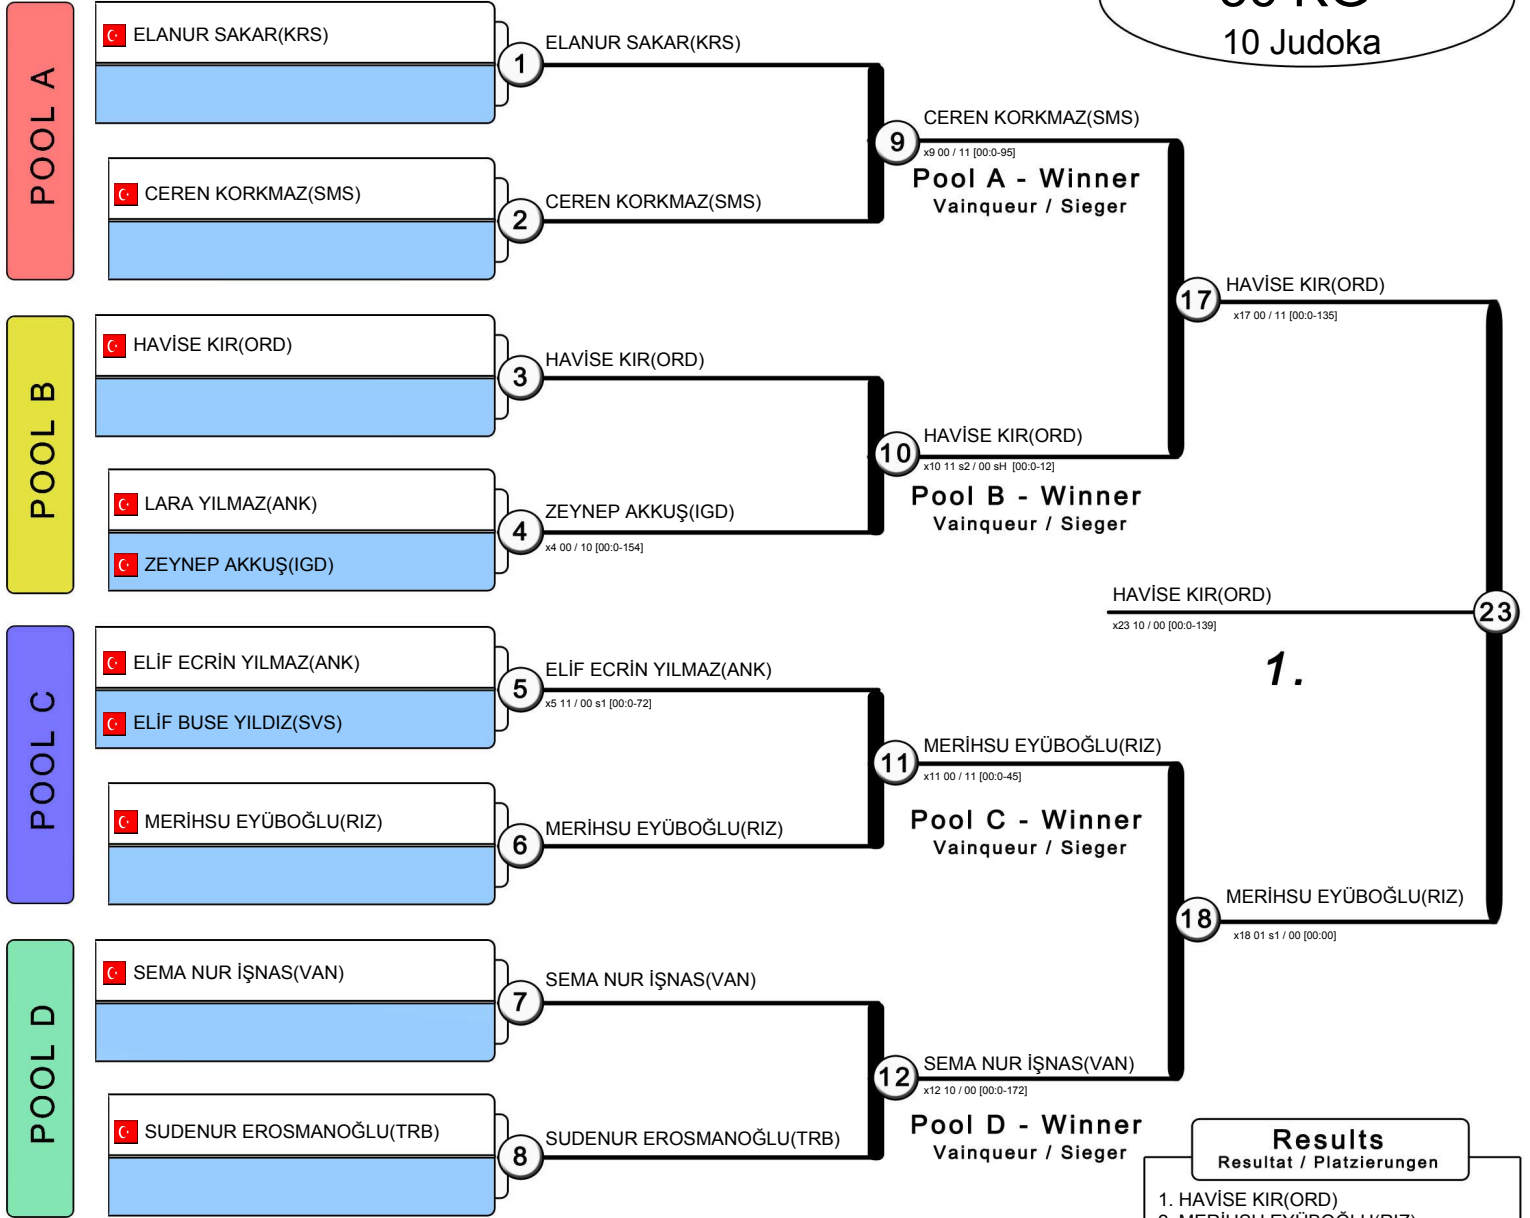 KG
10 Judoka
POOL A
ELANUR SAKAR(KRS)
1
ELANUR SAKAR(KRS)
CEREN KORKMAZ(SMS)
2
CEREN KORKMAZ(SMS)
9
CEREN KORKMAZ(SMS)
x9 00 / 11 [00:0-95]
Pool A - Winner
Vainqueur / Sieger
POOL B
HAVİSE KIR(ORD)
3
HAVİSE KIR(ORD)
LARA YILMAZ(ANK)
ZEYNEP AKKUŞ(IGD)
4
ZEYNEP AKKUŞ(IGD)
x4 00 / 10 [00:0-154]
10
HAVİSE KIR(ORD)
x10 11 s2 / 00 sH [00:0-12]
Pool B - Winner
Vainqueur / Sieger
17
HAVİSE KIR(ORD)
x17 00 / 11 [00:0-135]
POOL C
ELİF ECRİN YILMAZ(ANK)
ELİF BUSE YILDIZ(SVS)
5
ELİF ECRİN YILMAZ(ANK)
x5 11 / 00 s1 [00:0-72]
MERİHSU EYÜBOĞLU(RIZ)
6
MERİHSU EYÜBOĞLU(RIZ)
11
MERİHSU EYÜBOĞLU(RIZ)
x11 00 / 11 [00:0-45]
Pool C - Winner
Vainqueur / Sieger
POOL D
SEMA NUR İŞNAS(VAN)
7
SEMA NUR İŞNAS(VAN)
SUDENUR EROSMANOĞLU(TRB)
8
SUDENUR EROSMANOĞLU(TRB)
12
SEMA NUR İŞNAS(VAN)
x12 10 / 00 [00:0-172]
Pool D - Winner
Vainqueur / Sieger
18
MERİHSU EYÜBOĞLU(RIZ)
x18 01 s1 / 00 [00:00]
HAVİSE KIR(ORD)
23
x23 10 / 00 [00:0-139]
1.
Results
Resultat / Platzierungen
1. HAVİSE KIR(ORD)
2. MERİHSU EYÜBOĞLU(RIZ)